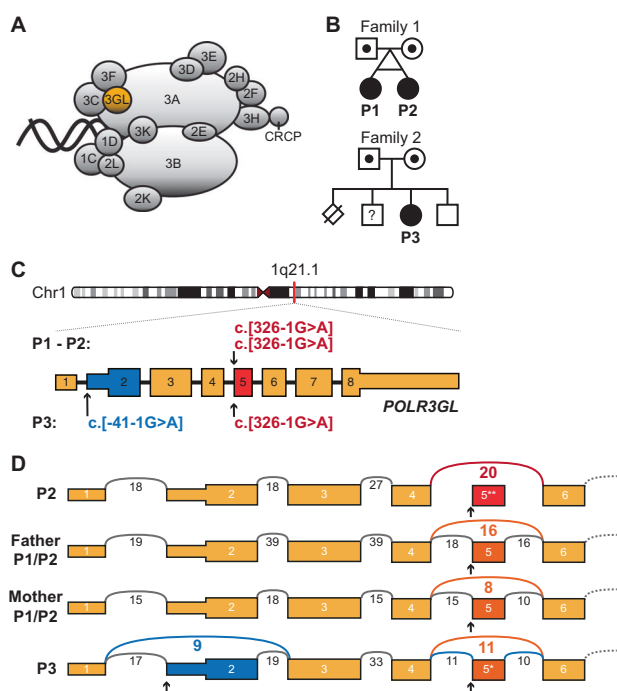 A
3E
3D
3F
2H
3C
3GL
3A
2F
3H
3K
2E
1D
CRCP
1C
2L
3B
2K
B
Family 1
P1 P2
Family 2
?
P3
C
1q21.1
Chr1
c.[326-1G>A]
P1 - P2: c.[326-1G>A]
1 2 3 4 5 6 7 8
POLR3GL
P3: c.[-41-1G>A] c.[326-1G>A]
D
20
P2 18 18 27
1 2 3 4 5** 6
16
Father 19 39 39 18 16
P1/P2 1 2 3 4 5 6
8
Mother 15 18 15 15 10
P1/P2 1 2 3 4 5 6
9 11
P3 17 19 33 11 10
1 2 3 4 5* 6